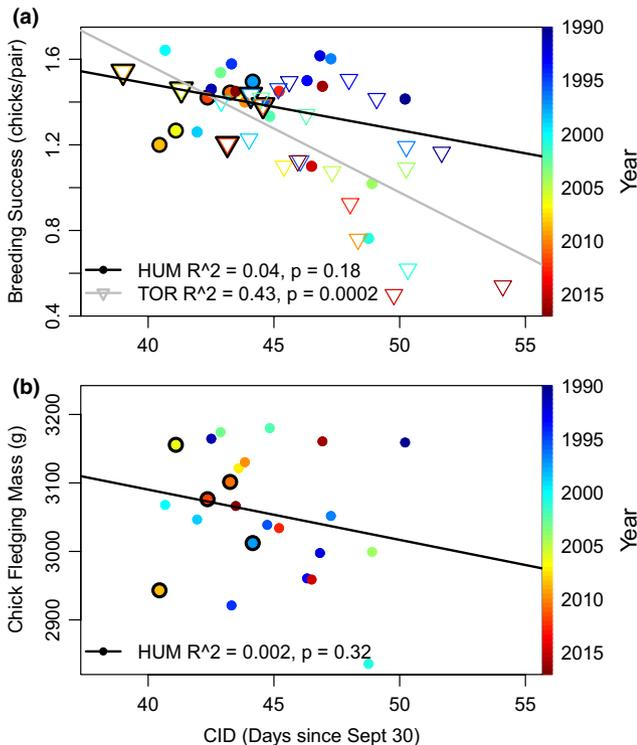 (a)
1.6
1.2
0.8
0.4
Breeding Success (chicks/pair)
HUM R^2 = 0.04, p = 0.18
TOR R^2 = 0.43, p = 0.0002
40
45
50
55
1990
1995
2000
2005
2010
2015
Year
(b)
3200
3100
3000
2900
Chick Fledging Mass (g)
HUM R^2 = 0.002, p = 0.32
40
45
50
55
CID (Days since Sept 30)
1990
1995
2000
2005
2010
2015
Year